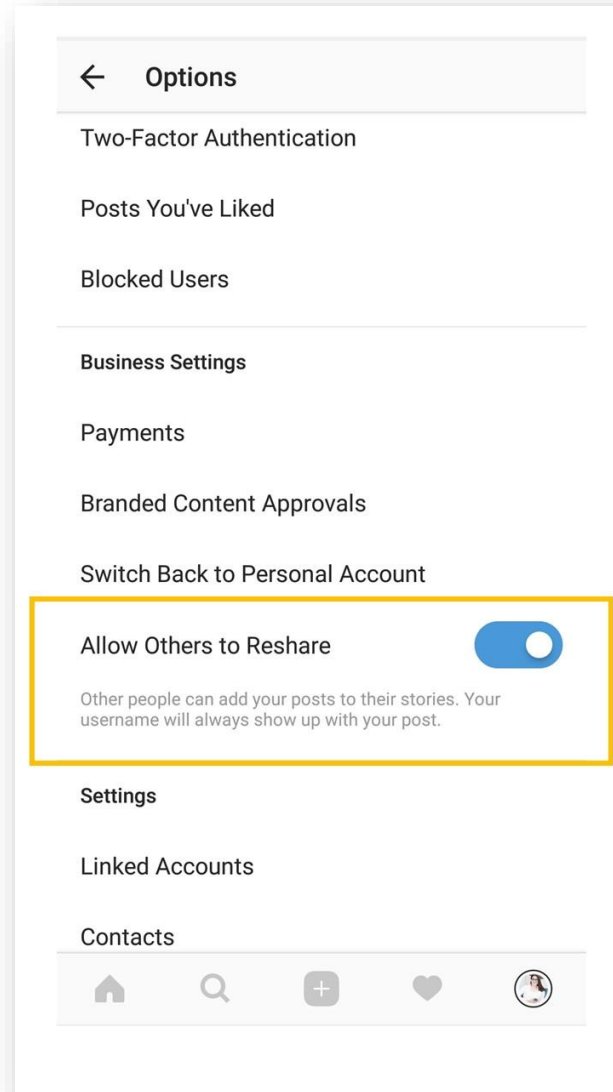 Options
Two-Factor Authentication
Posts You've Liked
Blocked Users
Business Settings
Payments
Branded Content Approvals
Switch Back to Personal Account
Allow Others to Reshare
Other people can add your posts to their stories. Your
username will always show up with your post.
Settings
Linked Accounts
Contacts